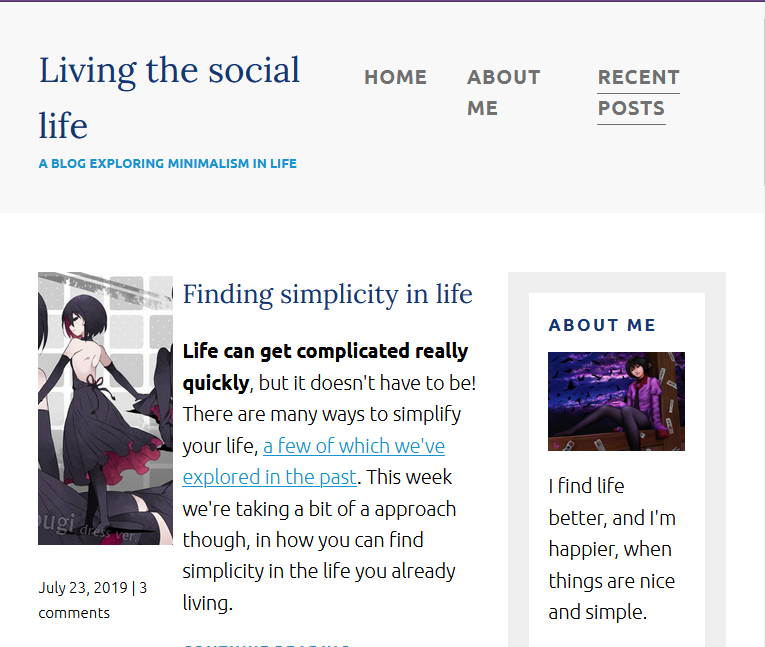 Living the social
life
A BLOG EXPLORING MINIMALISM IN LIFE
HOME
ABOUT
ME
RECENT
POSTS
Finding simplicity in life
Life can get complicated really
quickly, but it doesn't have to be!
There are many ways to simplify
your life, a few of which we've
explored in the past. This week
we're taking a bit of a approach
though, in how you can find
simplicity in the life you already
living.
CONTINUE READING
ougi dress ver.
July 23, 2019 | 3
comments
ABOUT ME
I find life
better, and I'm
happier, when
things are nice
and simple.